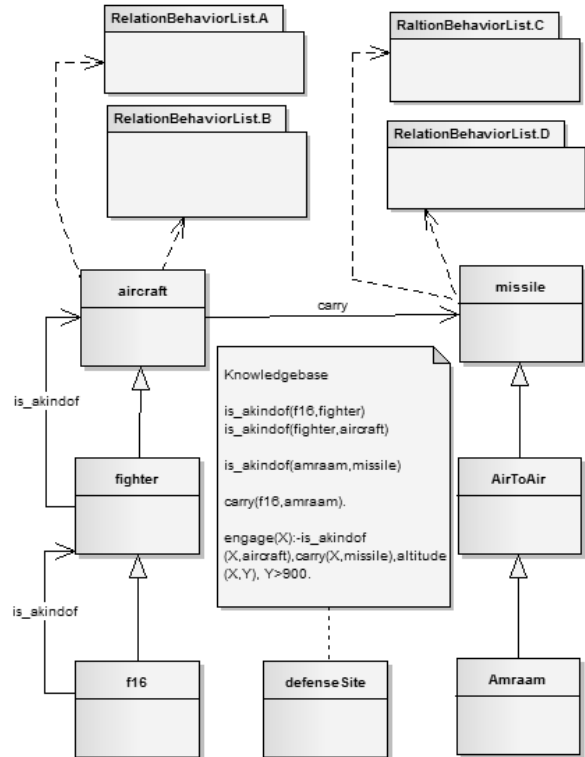 RelationBehaviorList.A
RaltionBehaviorList.C
RelationBehaviorList.B
RelationBehaviorList.D
aircraft
missile
carry
is_akindof
Knowledgebase
is_akindof(f16,fighter)
is_akindof(fighter,aircraft)
is_akindof(amraam,missile)
carry(f16,amraam).
engage(X):-is_akindof
(X,aircraft),carry(X,missile),altitude
(X,Y), Y>900.
fighter
AirToAir
is_akindof
f16
defenseSite
Amraam